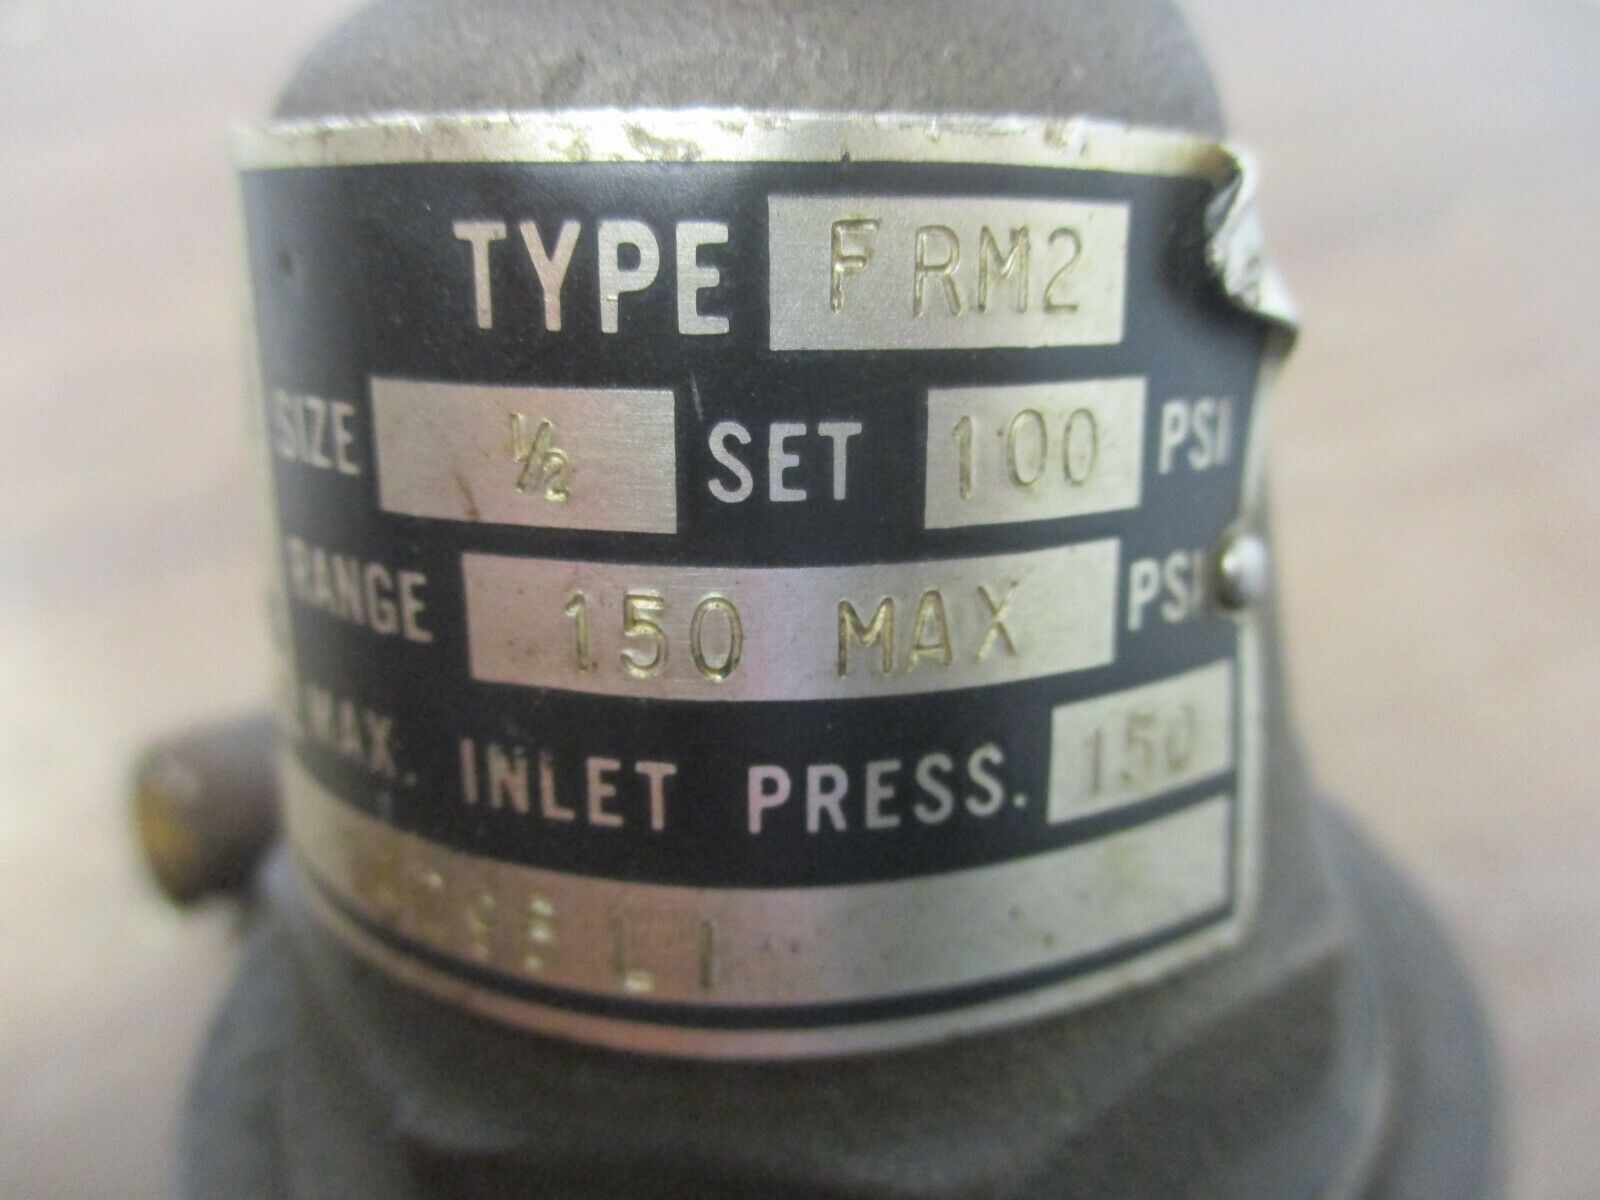 TYPE FRM2
SIZE 1/2 SET 100 PSI
RANGE 150 MAX PSI
MAX. INLET PRESS. 150